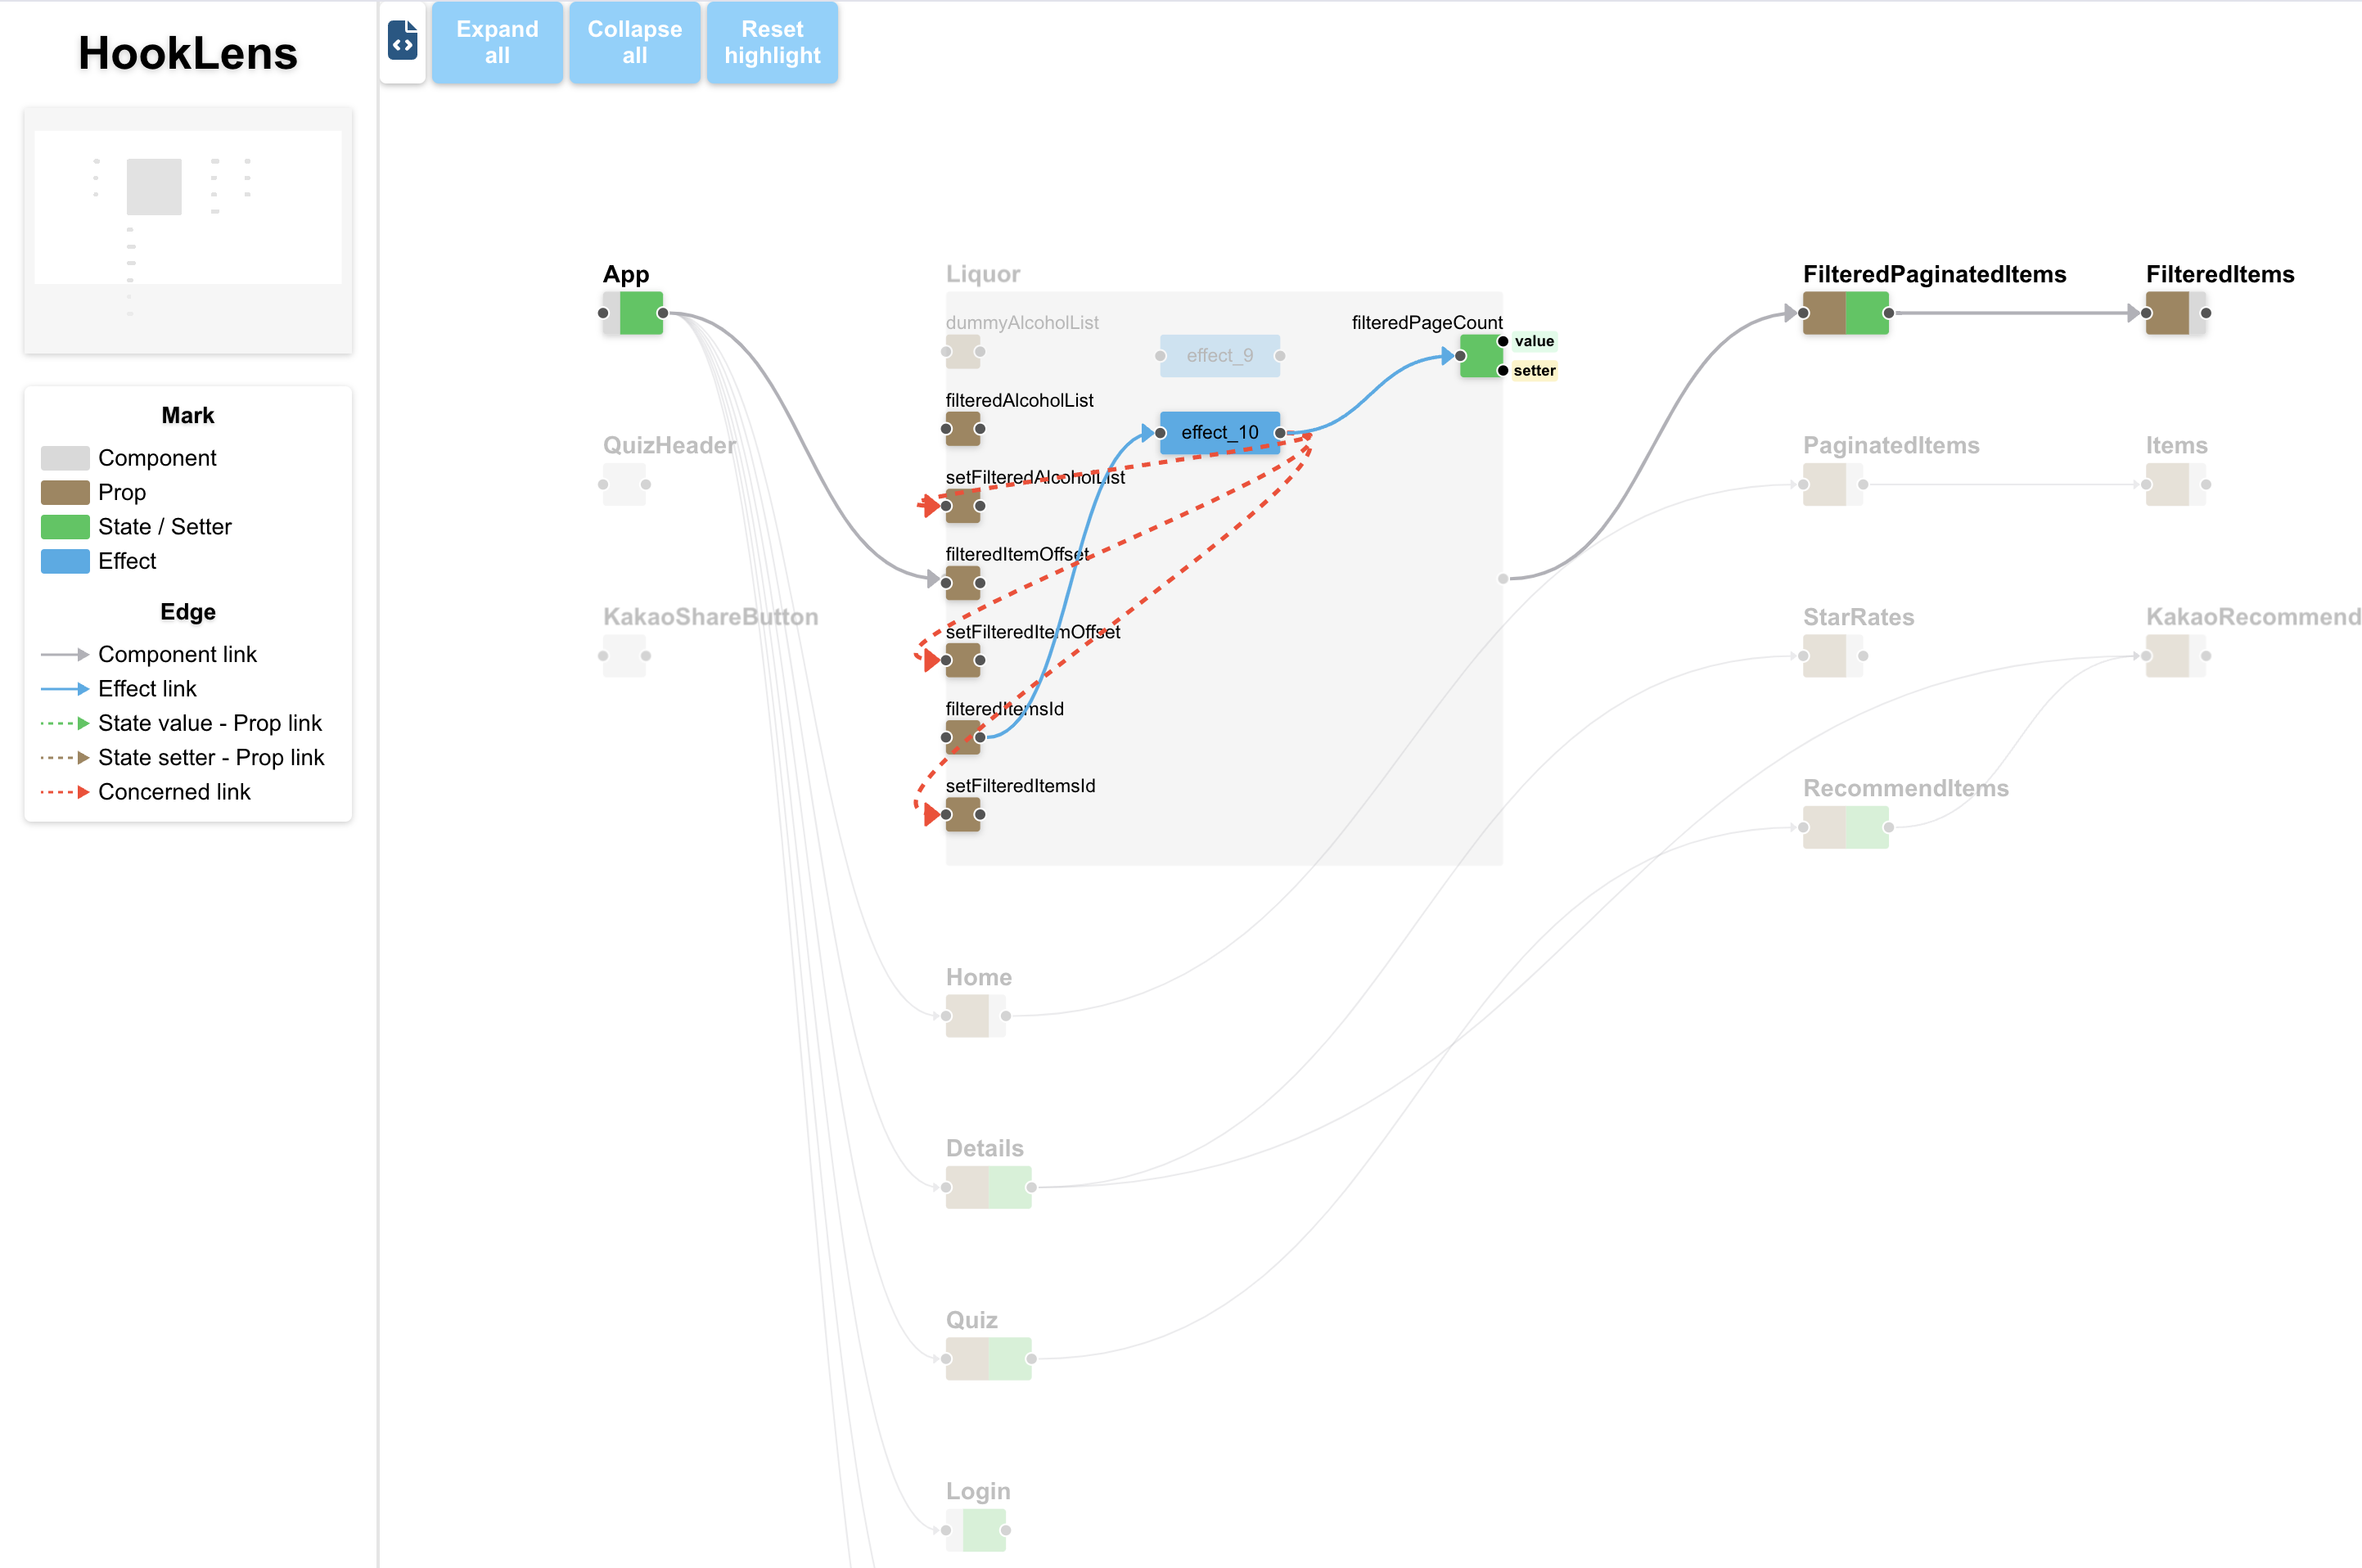 HookLens
Expand
all
Collapse
all
Reset
highlight
Mark
Component
Prop
State / Setter
Effect
Edge
Component link
Effect link
State value - Prop link
State setter - Prop link
Concerned link
App
QuizHeader
KakaoShareButton
Liquor
dummyAlcoholList
filteredAlcoholList
setFilteredAlcoholList
filteredItemOffset
setFilteredItemOffset
filteredItemsId
setFilteredItemsId
effect_9
effect_10
filteredPageCount
value
setter
Home
Details
Quiz
Login
FilteredPaginatedItems
PaginatedItems
StarRates
RecommendItems
FilteredItems
Items
KakaoRecommend